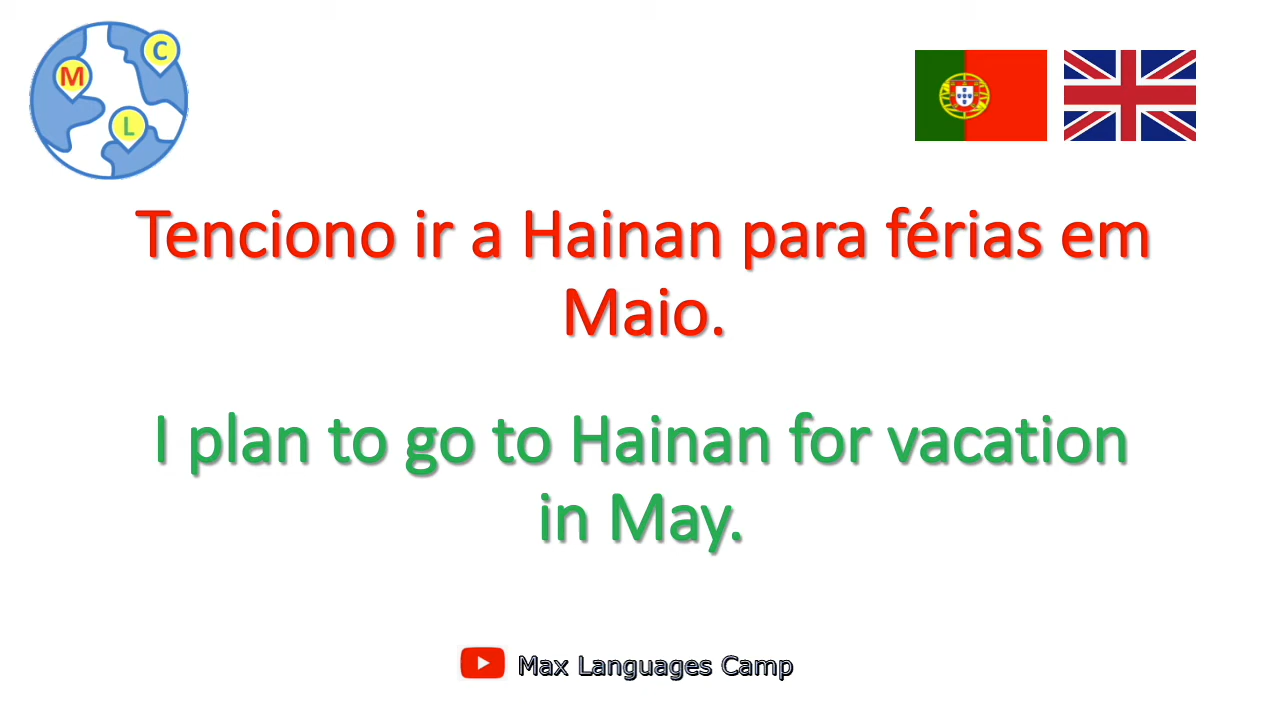 M
C
L
Tenciono ir a Hainan para férias em
Maio.
I plan to go to Hainan for vacation
in May.
Max Languages Camp